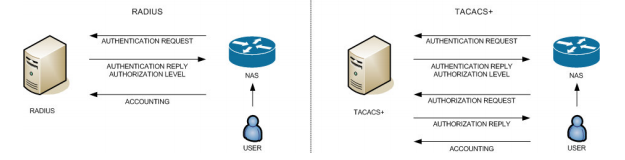 RADIUS
AUTHENTICATION REQUEST
AUTHENTICATION REPLY
AUTHORIZATION LEVEL
NAS
ACCOUNTING
RADIUS
USER
TACACS+
AUTHENTICATION REQUEST
AUTHENTICATION REPLY
AUTHORIZATION LEVEL
NAS
AUTHORIZATION REQUEST
TACACS+
AUTHORIZATION REPLY
ACCOUNTING
USER